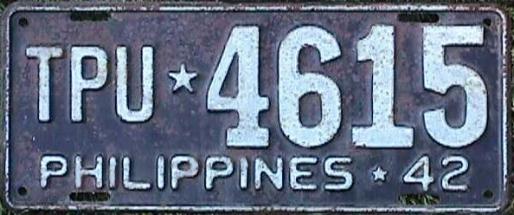 TPU ★ 4615
PHILIPPINES ★ 42